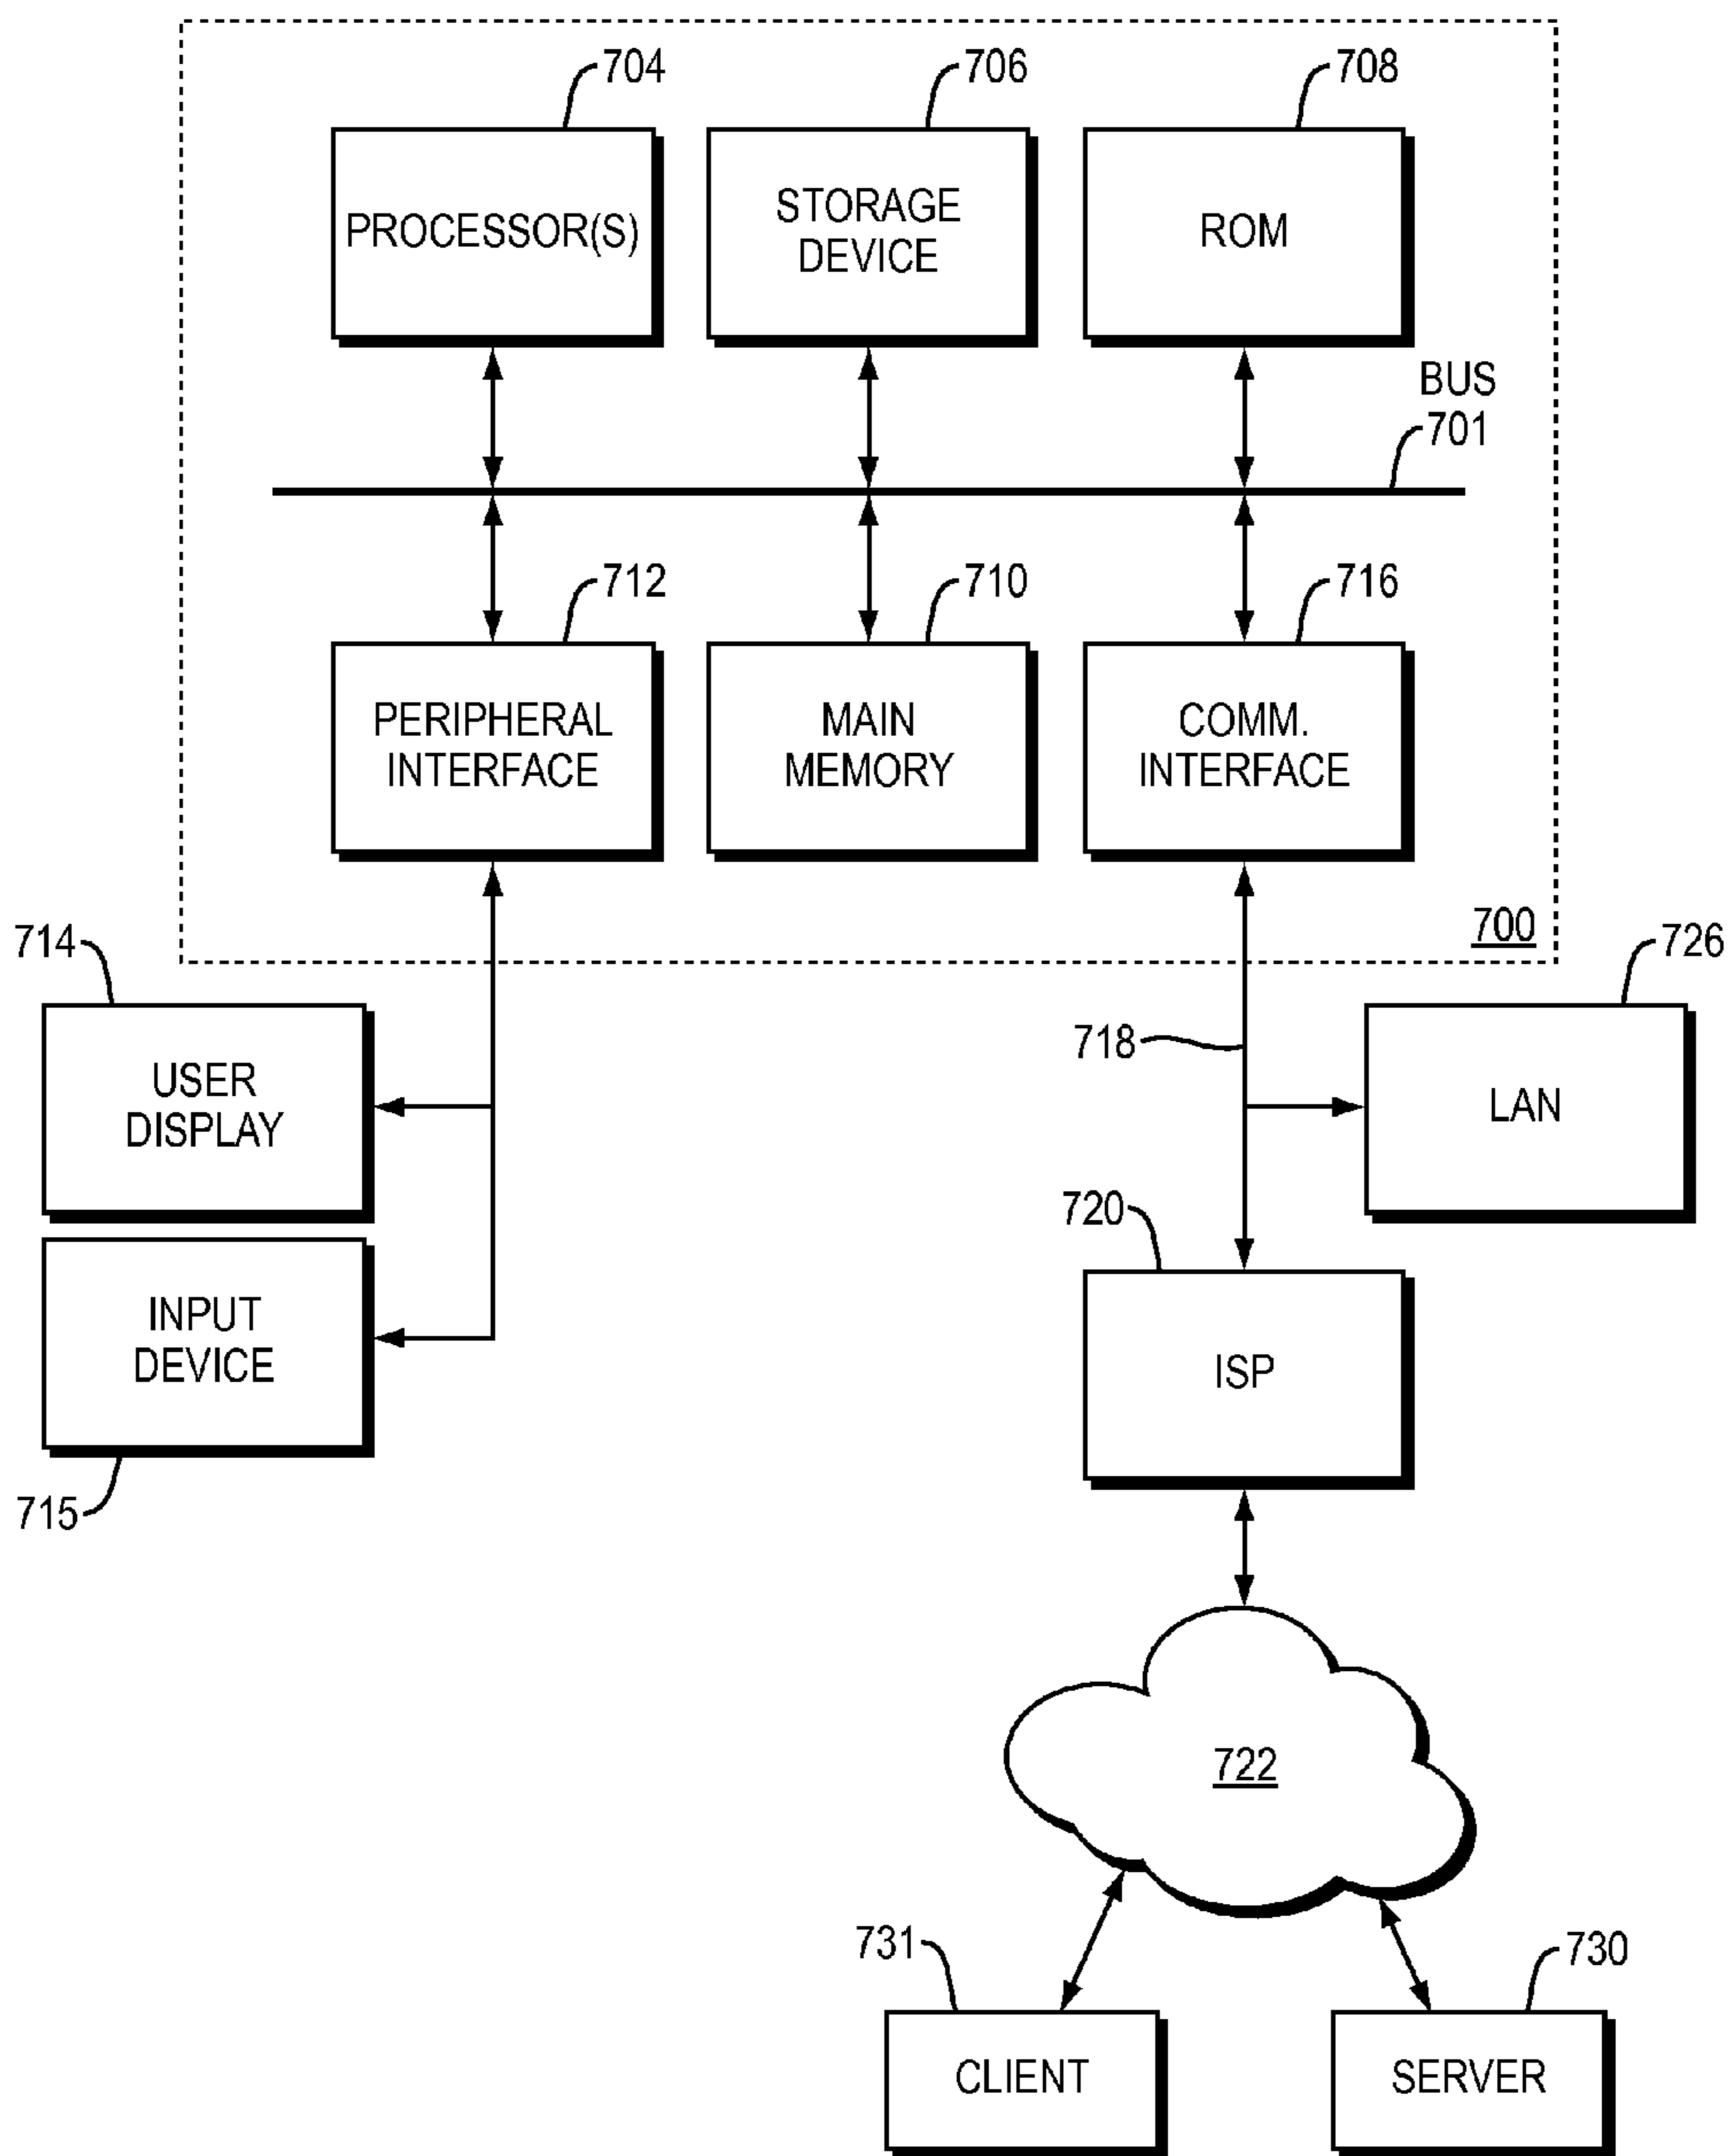 704
706
708
PROCESSOR(S)
STORAGE
DEVICE
ROM
BUS
701
712
710
716
PERIPHERAL
INTERFACE
MAIN
MEMORY
COMM.
INTERFACE
700
714
726
USER
DISPLAY
718
LAN
720
INPUT
DEVICE
ISP
715
722
731
730
CLIENT
SERVER